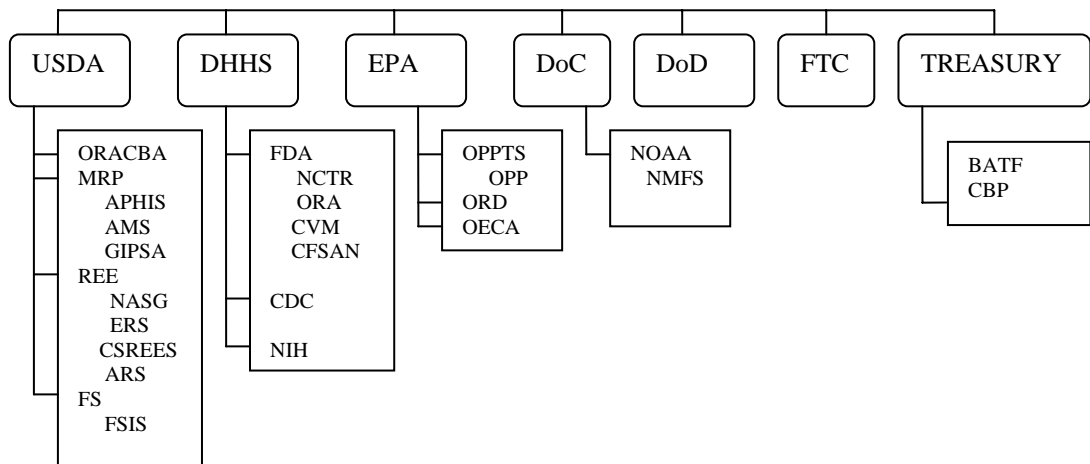 USDA
DHHS
EPA
DoC
DoD
FTC
TREASURY
ORACBA
MRP
APHIS
AMS
GIPSA
REE
NASG
ERS
CSREES
ARS
FS
FSIS
FDA
NCTR
ORA
CVM
CFSAN
CDC
NIH
OPPTS
OPP
ORD
OECA
NOAA
NMFS
BATF
CBP